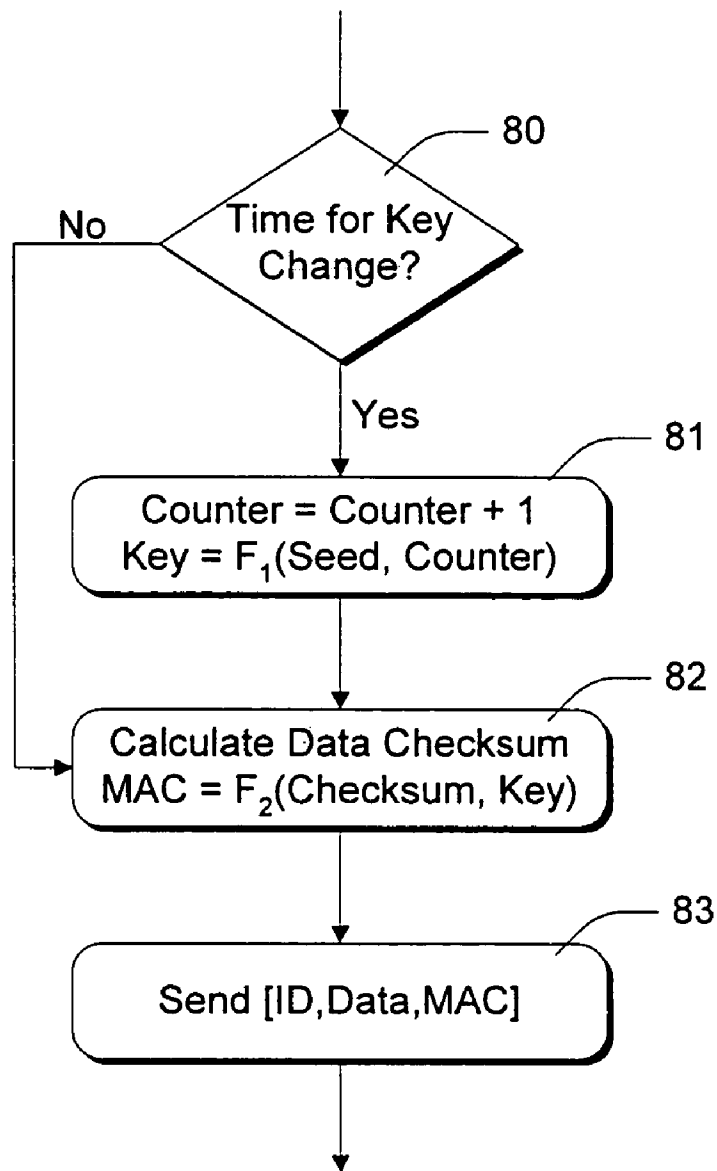 80
Time for Key
Change?
No
Yes
81
Counter = Counter + 1
Key = F₁(Seed, Counter)
82
Calculate Data Checksum
MAC = F₂(Checksum, Key)
83
Send [ID,Data,MAC]